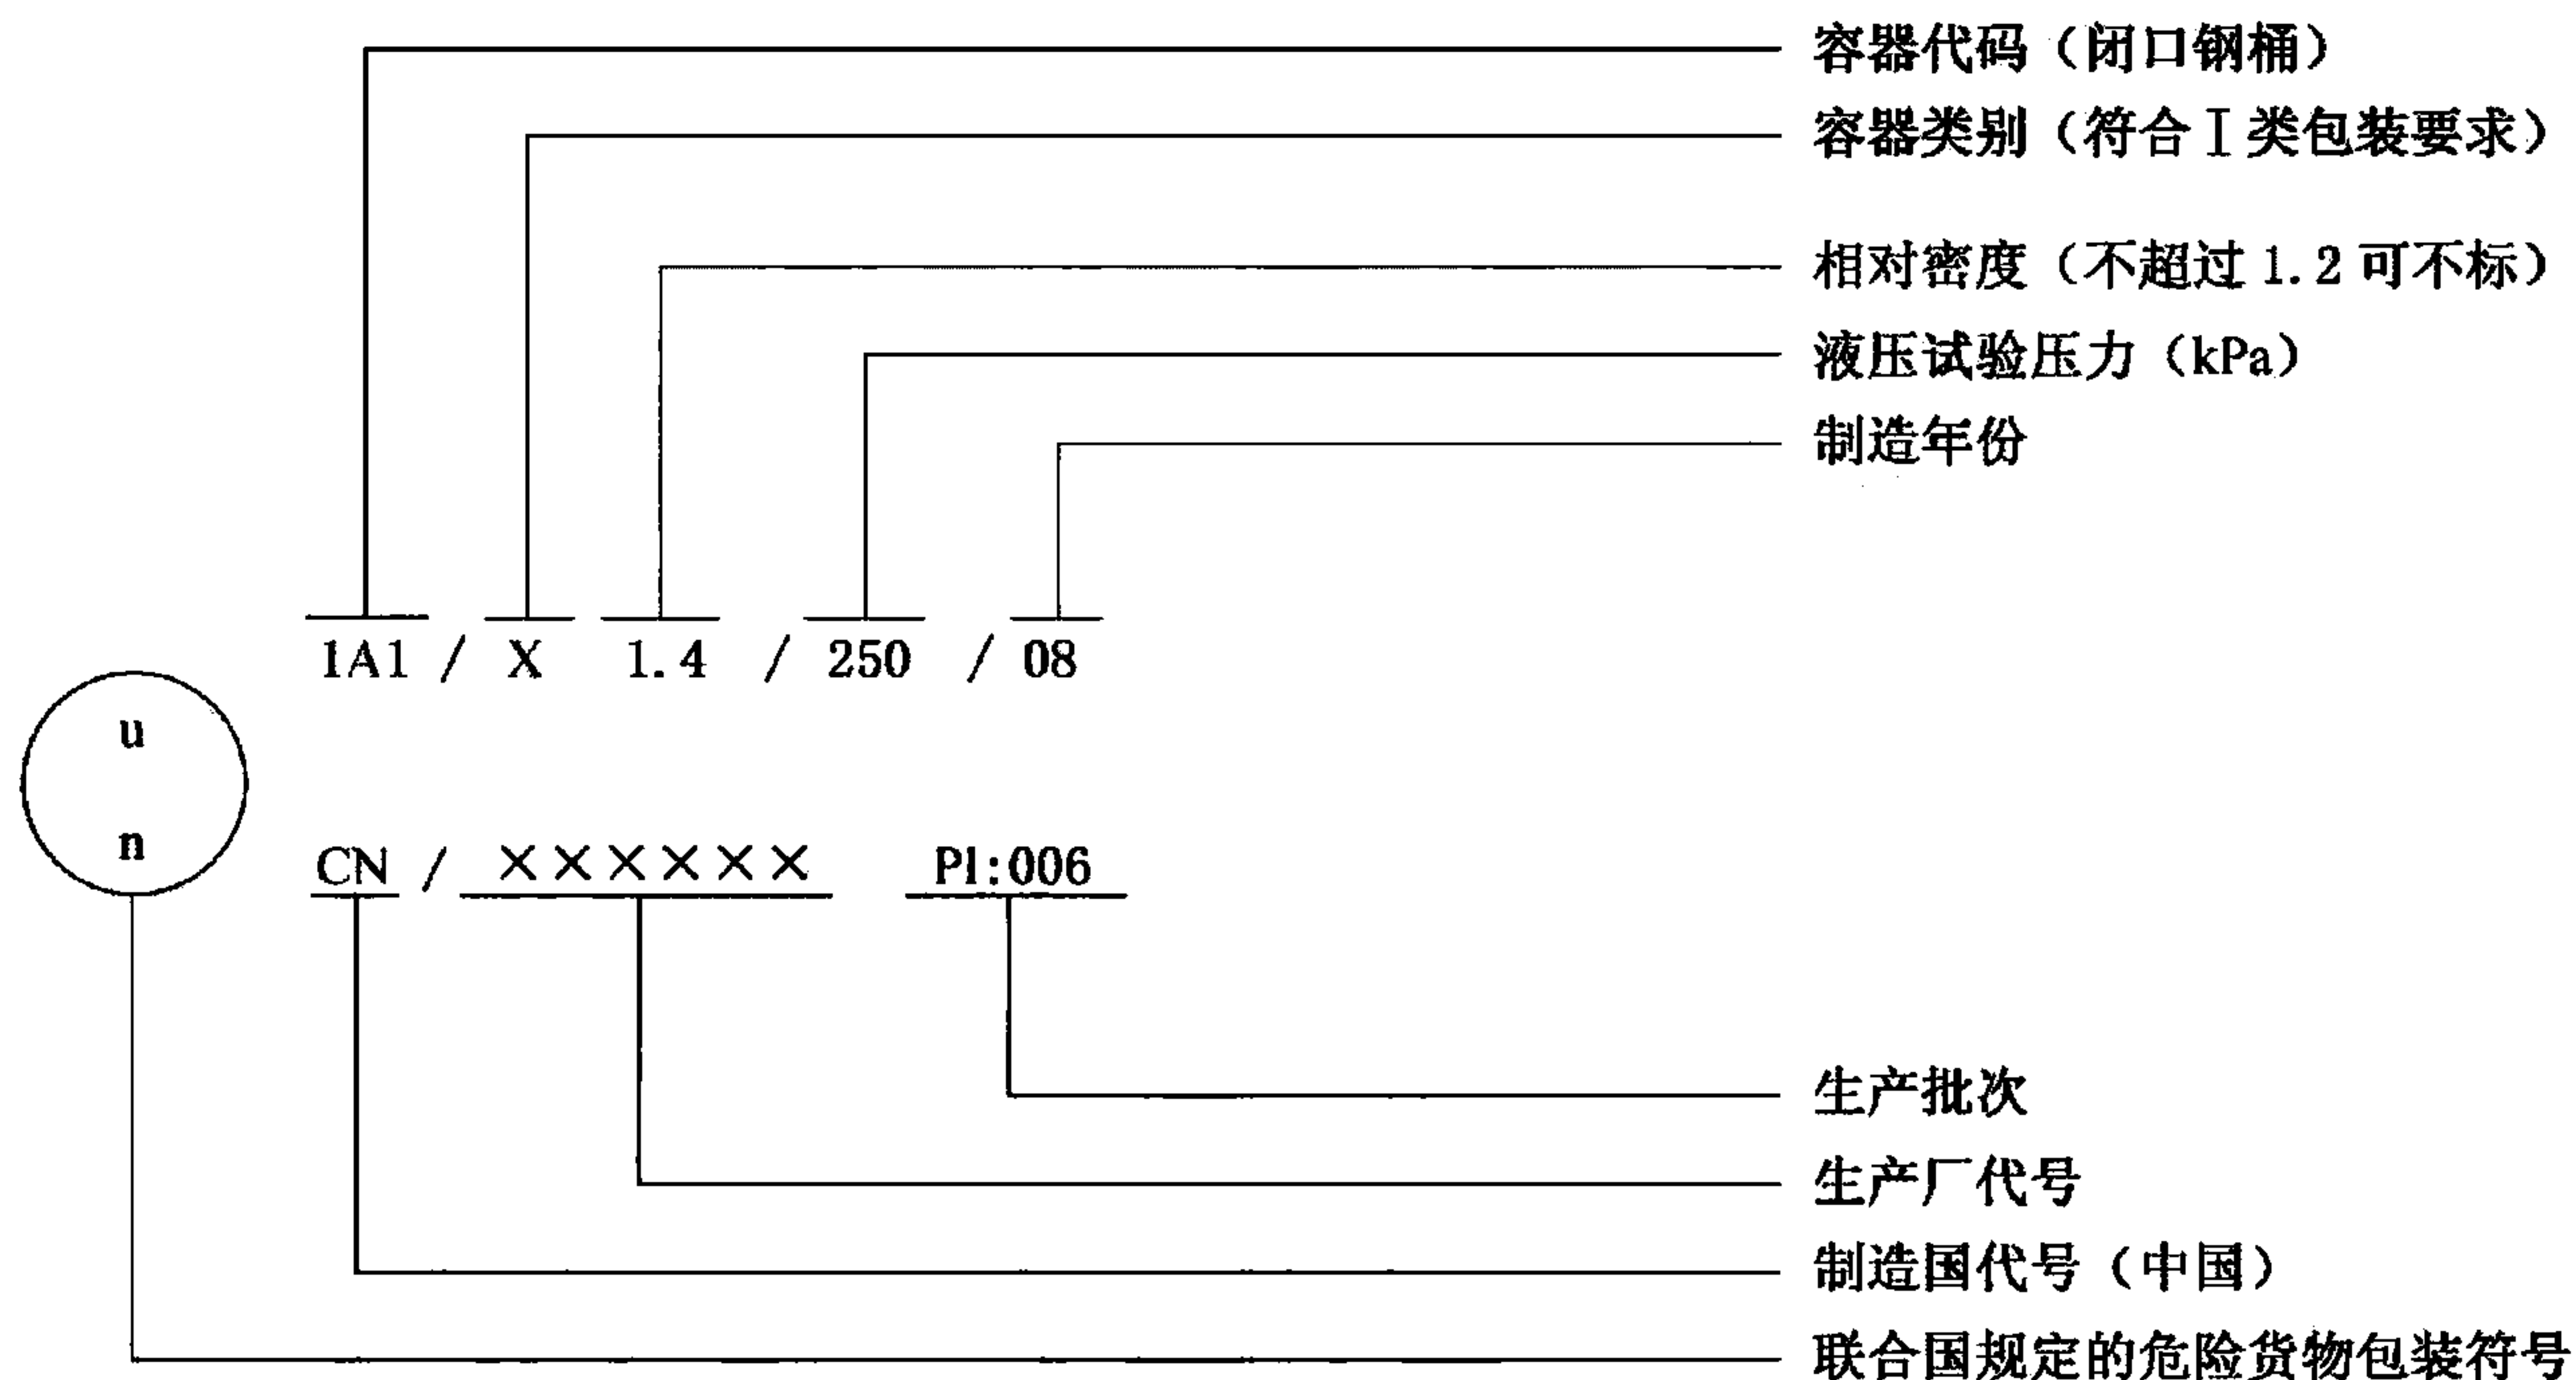 容器代码（闭口钢桶）
容器类别（符合Ⅰ类包装要求）
相对密度（不超过1.2可不标）
液压试验压力（kPa）
制造年份
1A1 / X 1.4 / 250 / 08
u
n
CN / ×××××× PI:006
生产批次
生产厂代号
制造国代号（中国）
联合国规定的危险货物包装符号